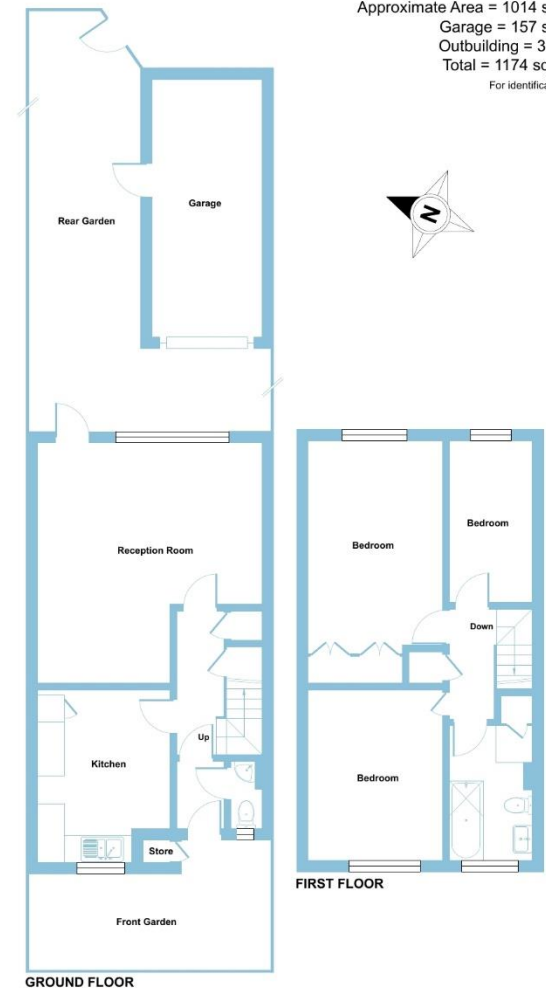 Approximate Area = 1014 s
Garage = 157 s
Outbuilding = 3
Total = 1174 sq
For identifica
Garage
Rear Garden
N
Reception Room
Bedroom
Bedroom
Down
Up
Kitchen
Bedroom
Store
FIRST FLOOR
Front Garden
GROUND FLOOR